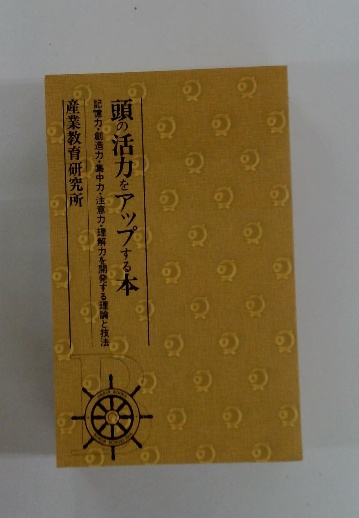 頭の活力をアップする本
記憶力・創造力・集中力・注意力・理解力を開発する理論と技法
産業教育研究所